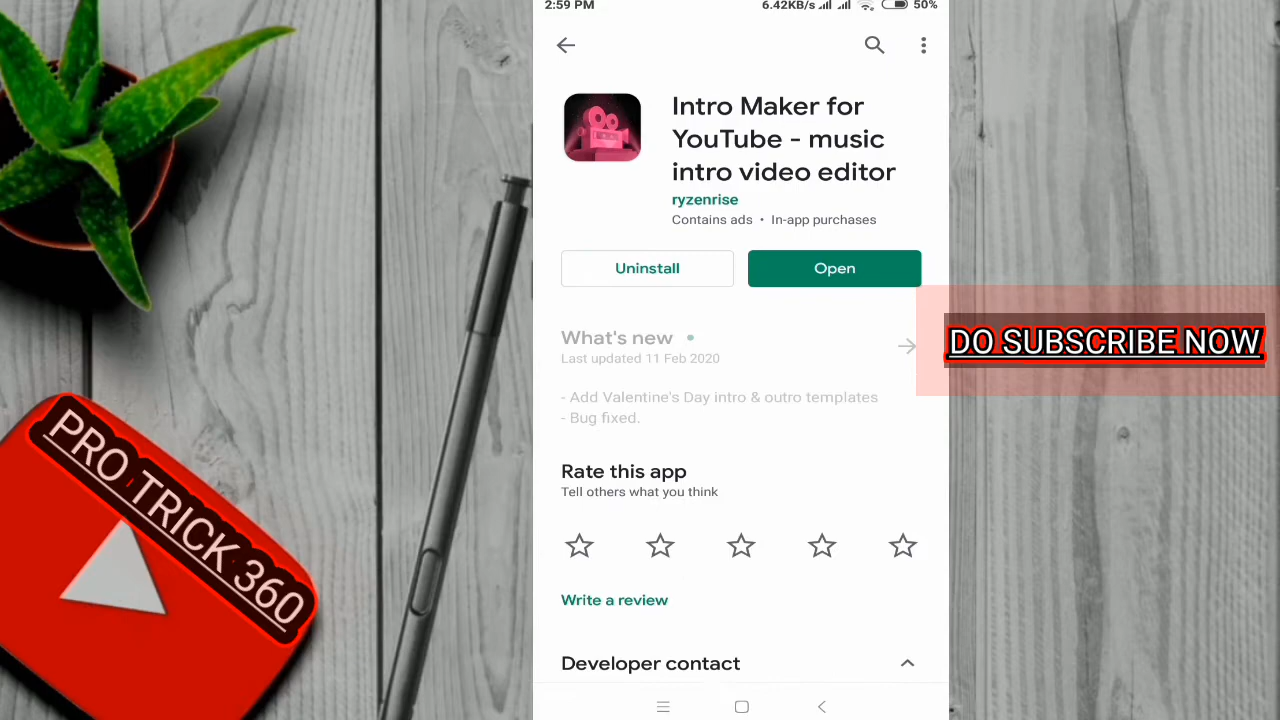 2:59 PM
6.42KB/s
50%
Intro Maker for
YouTube - music
intro video editor
ryzenrise
Contains ads • In-app purchases
Uninstall
Open
What's new •
Last updated 11 Feb 2020
- Add Valentine's Day intro & outro templates
- Bug fixed.
Rate this app
Tell others what you think
Write a review
Developer contact
DO SUBSCRIBE NOW
PRO TRICK 360